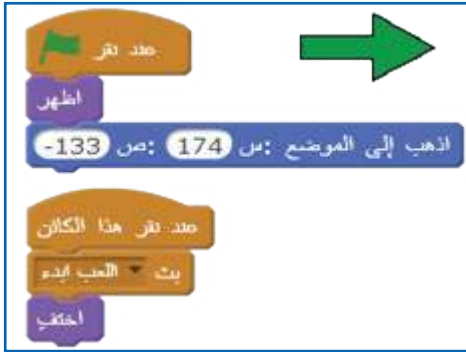 عند نقر
اظهر
اذهب إلى الموضع :س 174 :ص -133
عند نقر هذا الكائن
بث اللعب ابدء
اختف